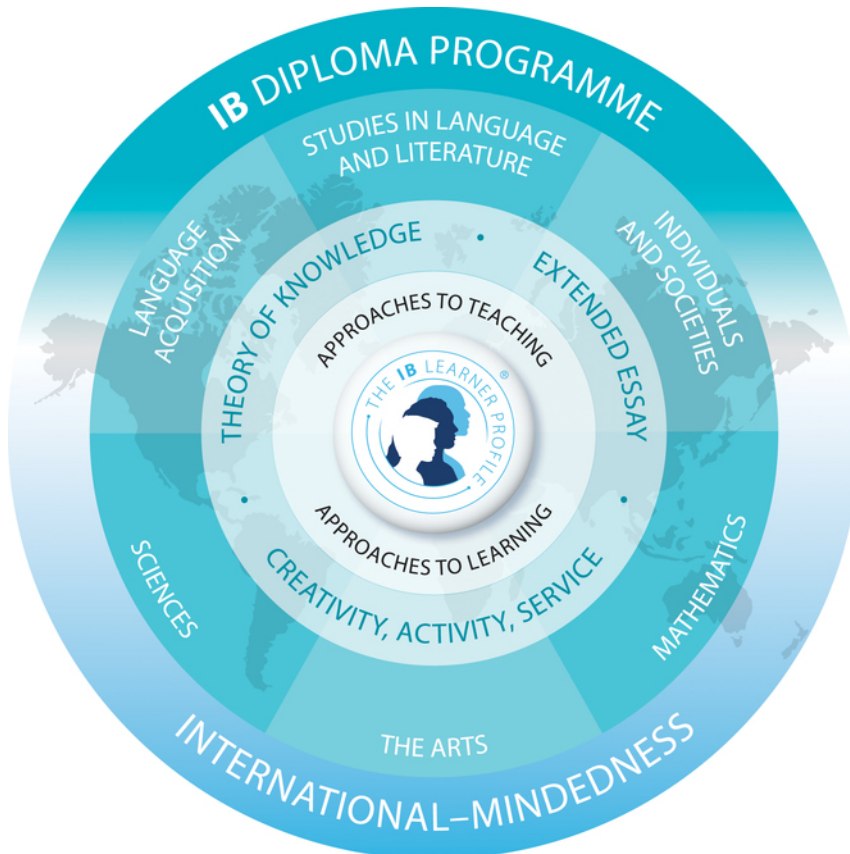 IB DIPLOMA PROGRAMME
STUDIES IN LANGUAGE
AND LITERATURE
LANGUAGE
ACQUISITION
INDIVIDUALS
AND SOCIETIES
THEORY OF KNOWLEDGE
•
EXTENDED ESSAY
•
APPROACHES TO TEACHING
THE IB LEARNER PROFILE®
APPROACHES TO LEARNING
•
CREATIVITY, ACTIVITY, SERVICE
SCIENCES
MATHEMATICS
THE ARTS
INTERNATIONAL–MINDEDNESS